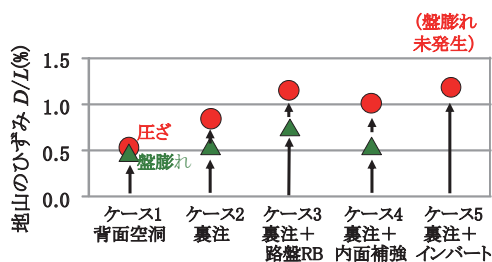 (盤膨れ
未発生)
地山のひずみ D/L(%)
1.5
1.0
0.5
0.0
圧ざ
盤膨れ
ケース1
背面空洞
ケース2
裏注
ケース3
裏注＋
路盤RB
ケース4
裏注＋
内面補強
ケース5
裏注＋
インバート